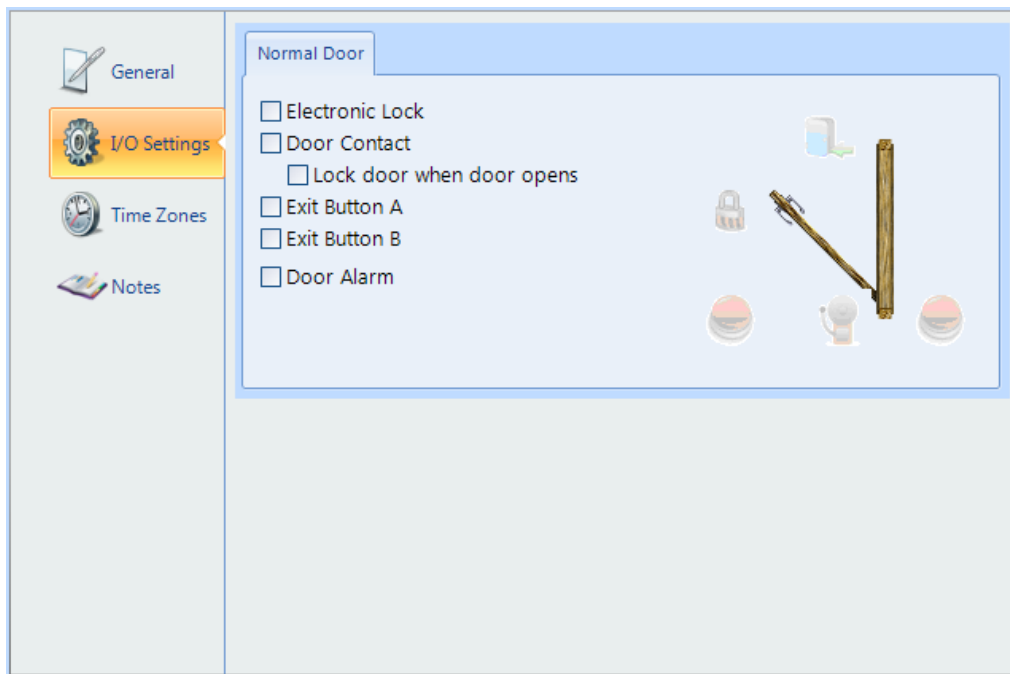 General
I/O Settings
Time Zones
Notes
Normal Door
Electronic Lock
Door Contact
Lock door when door opens
Exit Button A
Exit Button B
Door Alarm